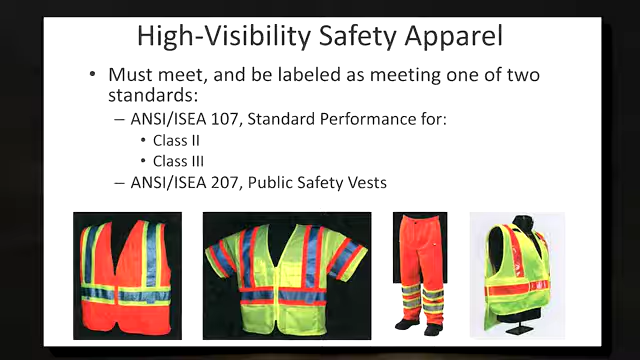 High-Visibility Safety Apparel
• Must meet, and be labeled as meeting one of two
standards:
– ANSI/ISEA 107, Standard Performance for:
• Class II
• Class III
– ANSI/ISEA 207, Public Safety Vests